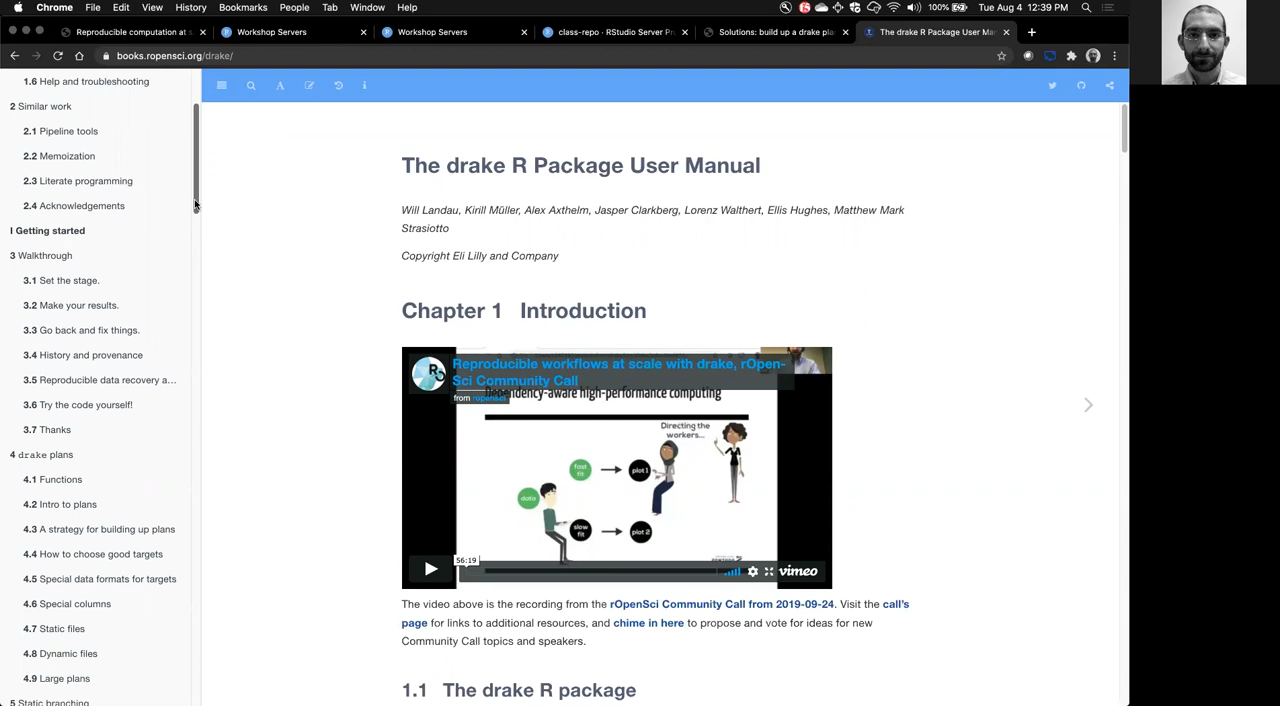 Chrome File Edit View History Bookmarks People Tab Window Help 100% Tue Aug 4 12:39 PM
Reproducible computation at s
Workshop Servers
Workshop Servers
class-repo · RStudio Server Pr
Solutions: build up a drake pla
The drake R Package User Ma
books.ropensci.org/drake/
1.6 Help and troubleshooting
2 Similar work
2.1 Pipeline tools
2.2 Memoization
2.3 Literate programming
2.4 Acknowledgements
I Getting started
3 Walkthrough
3.1 Set the stage.
3.2 Make your results.
3.3 Go back and fix things.
3.4 History and provenance
3.5 Reproducible data recovery a…
3.6 Try the code yourself!
3.7 Thanks
4 drake plans
4.1 Functions
4.2 Intro to plans
4.3 A strategy for building up plans
4.4 How to choose good targets
4.5 Special data formats for targets
4.6 Special columns
4.7 Static files
4.8 Dynamic files
4.9 Large plans
5 Static branching
The drake R Package User Manual
Will Landau, Kirill Müller, Alex Axthelm, Jasper Clarkberg, Lorenz Walthert, Ellis Hughes, Matthew Mark
Strasiotto
Copyright Eli Lilly and Company
Chapter 1 Introduction
Reproducible workflows at scale with drake, rOpen-
Sci Community Call
from ropensci
Dependency-aware high-performance computing
Directing the
workers...
data
fast
fit
plot 1
slow
fit
plot 2
56:19
vimeo
The video above is the recording from the rOpenSci Community Call from 2019-09-24. Visit the call's
page for links to additional resources, and chime in here to propose and vote for ideas for new
Community Call topics and speakers.
1.1 The drake R package